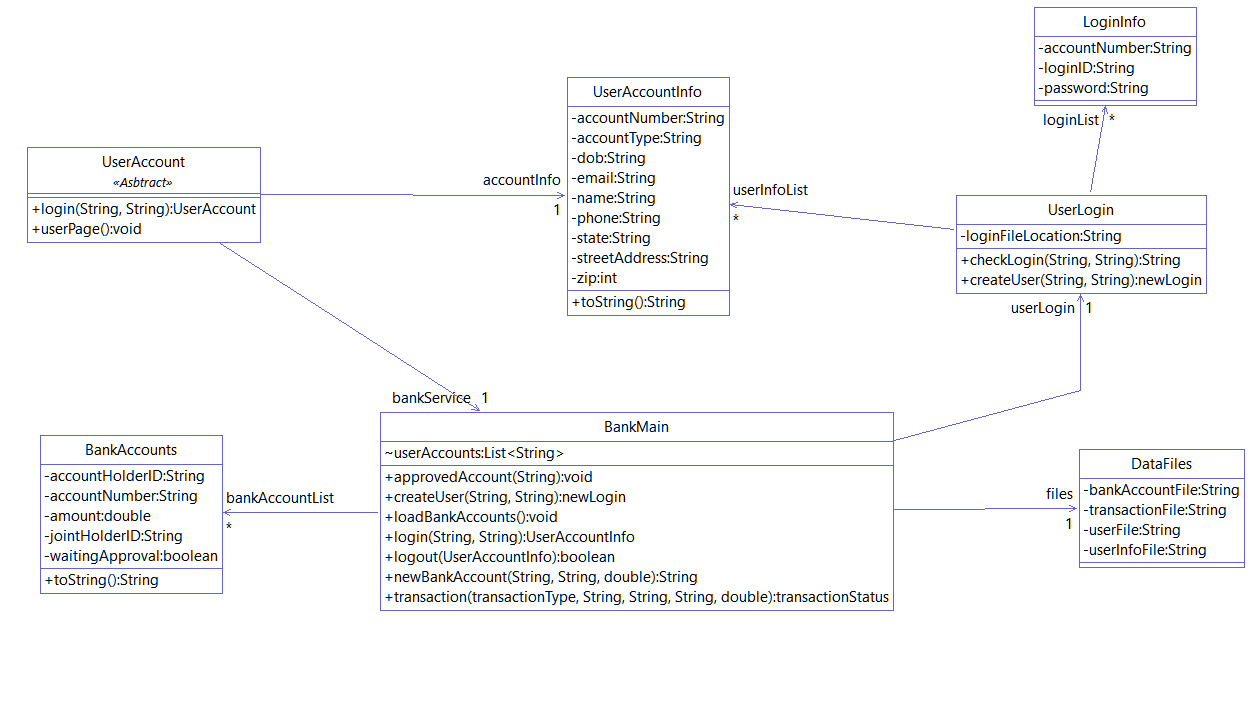 LoginInfo
-accountNumber:String
-loginID:String
-password:String
loginList *
UserAccountInfo
-accountNumber:String
-accountType:String
-dob:String
-email:String
-name:String
-phone:String
-state:String
-streetAddress:String
-zip:int
+toString():String
UserAccount
«Asbtract»
+login(String, String):UserAccount
+userPage():void
accountInfo
1
userInfoList
*
UserLogin
-loginFileLocation:String
+checkLogin(String, String):String
+createUser(String, String):newLogin
userLogin 1
bankService 1
BankMain
~userAccounts:List<String>
+approvedAccount(String):void
+createUser(String, String):newLogin
+loadBankAccounts():void
+login(String, String):UserAccountInfo
+logout(UserAccountInfo):boolean
+newBankAccount(String, String, double):String
+transaction(transactionType, String, String, String, double):transactionStatus
BankAccounts
-accountHolderID:String
-accountNumber:String
-amount:double
-jointHolderID:String
-waitingApproval:boolean
+toString():String
bankAccountList
*
files
1
DataFiles
-bankAccountFile:String
-transactionFile:String
-userFile:String
-userInfoFile:String